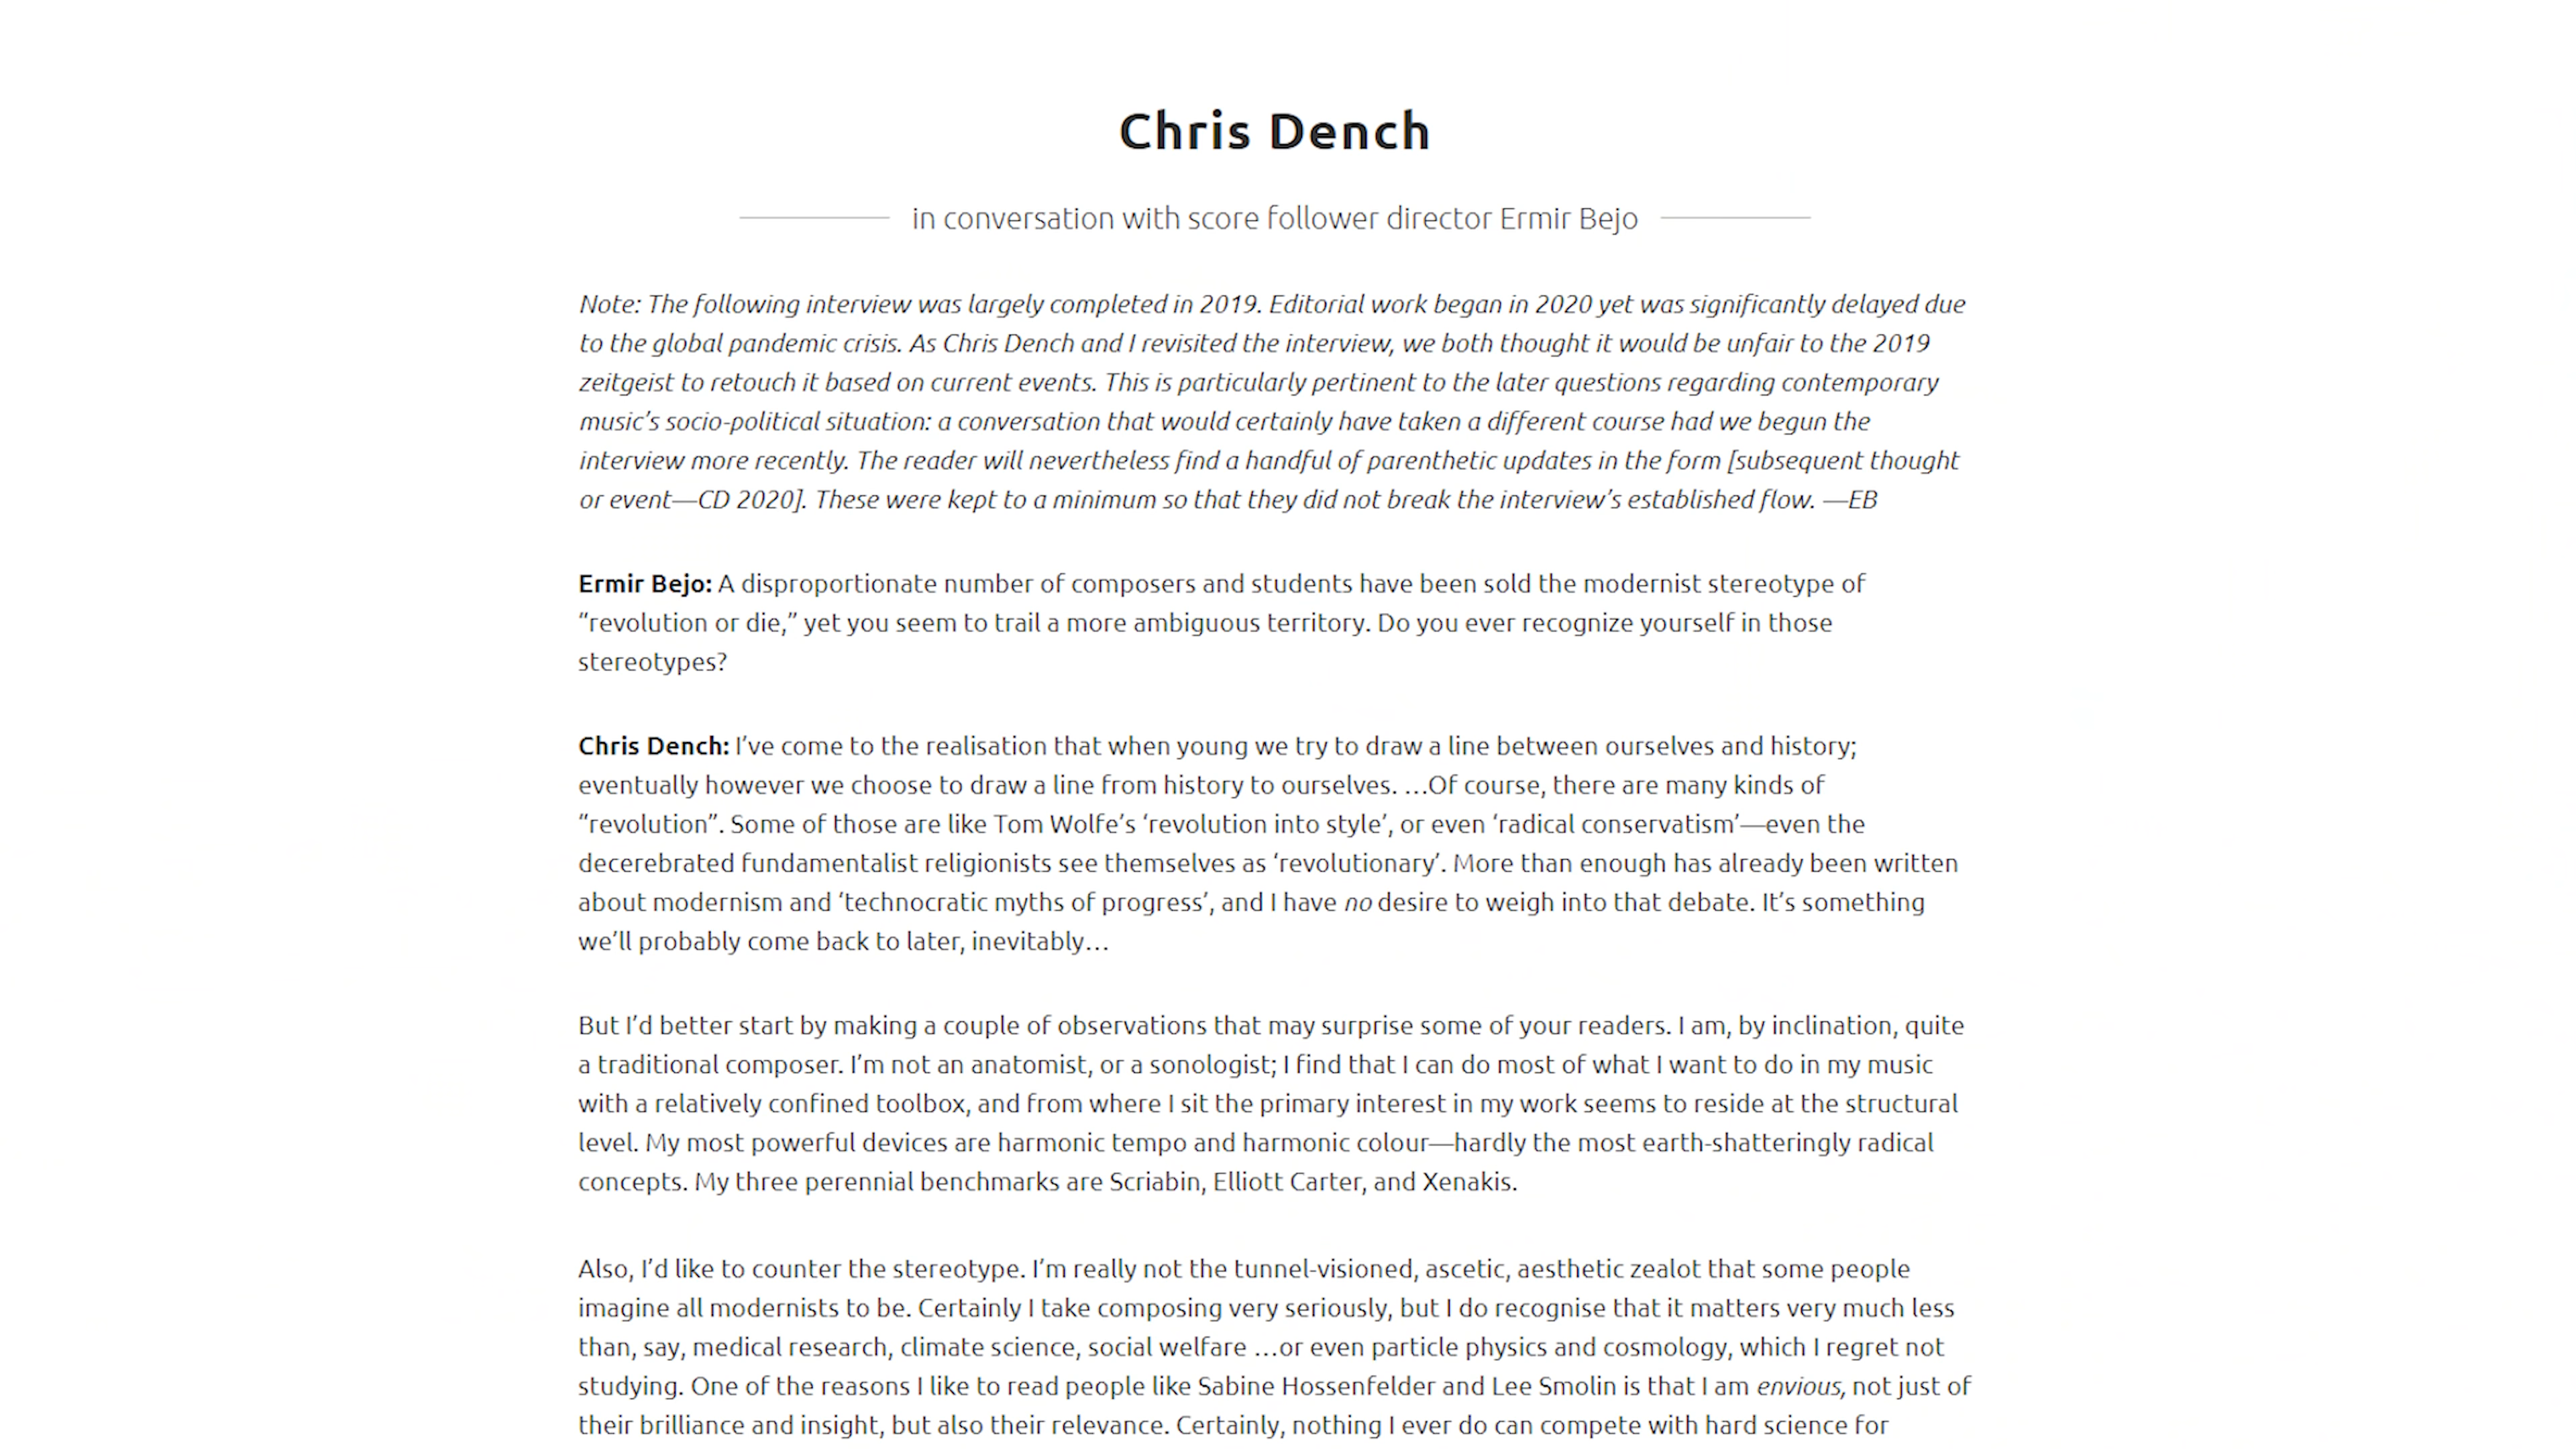 Chris Dench
in conversation with score follower director Ermir Bejo
Note: The following interview was largely completed in 2019. Editorial work began in 2020 yet was significantly delayed due
to the global pandemic crisis. As Chris Dench and I revisited the interview, we both thought it would be unfair to the 2019
zeitgeist to retouch it based on current events. This is particularly pertinent to the later questions regarding contemporary
music’s socio-political situation: a conversation that would certainly have taken a different course had we begun the
interview more recently. The reader will nevertheless find a handful of parenthetic updates in the form [subsequent thought
or event—CD 2020]. These were kept to a minimum so that they did not break the interview’s established flow. —EB
Ermir Bejo: A disproportionate number of composers and students have been sold the modernist stereotype of
“revolution or die,” yet you seem to trail a more ambiguous territory. Do you ever recognize yourself in those
stereotypes?
Chris Dench: I’ve come to the realisation that when young we try to draw a line between ourselves and history;
eventually however we choose to draw a line from history to ourselves. …Of course, there are many kinds of
“revolution”. Some of those are like Tom Wolfe’s ‘revolution into style’, or even ‘radical conservatism’—even the
decerebrated fundamentalist religionists see themselves as ‘revolutionary’. More than enough has already been written
about modernism and ‘technocratic myths of progress’, and I have no desire to weigh into that debate. It’s something
we’ll probably come back to later, inevitably…
But I’d better start by making a couple of observations that may surprise some of your readers. I am, by inclination, quite
a traditional composer. I’m not an anatomist, or a sonologist; I find that I can do most of what I want to do in my music
with a relatively confined toolbox, and from where I sit the primary interest in my work seems to reside at the structural
level. My most powerful devices are harmonic tempo and harmonic colour—hardly the most earth-shatteringly radical
concepts. My three perennial benchmarks are Scriabin, Elliott Carter, and Xenakis.
Also, I’d like to counter the stereotype. I’m really not the tunnel-visioned, ascetic, aesthetic zealot that some people
imagine all modernists to be. Certainly I take composing very seriously, but I do recognise that it matters very much less
than, say, medical research, climate science, social welfare …or even particle physics and cosmology, which I regret not
studying. One of the reasons I like to read people like Sabine Hossenfelder and Lee Smolin is that I am envious, not just of
their brilliance and insight, but also their relevance. Certainly, nothing I ever do can compete with hard science for